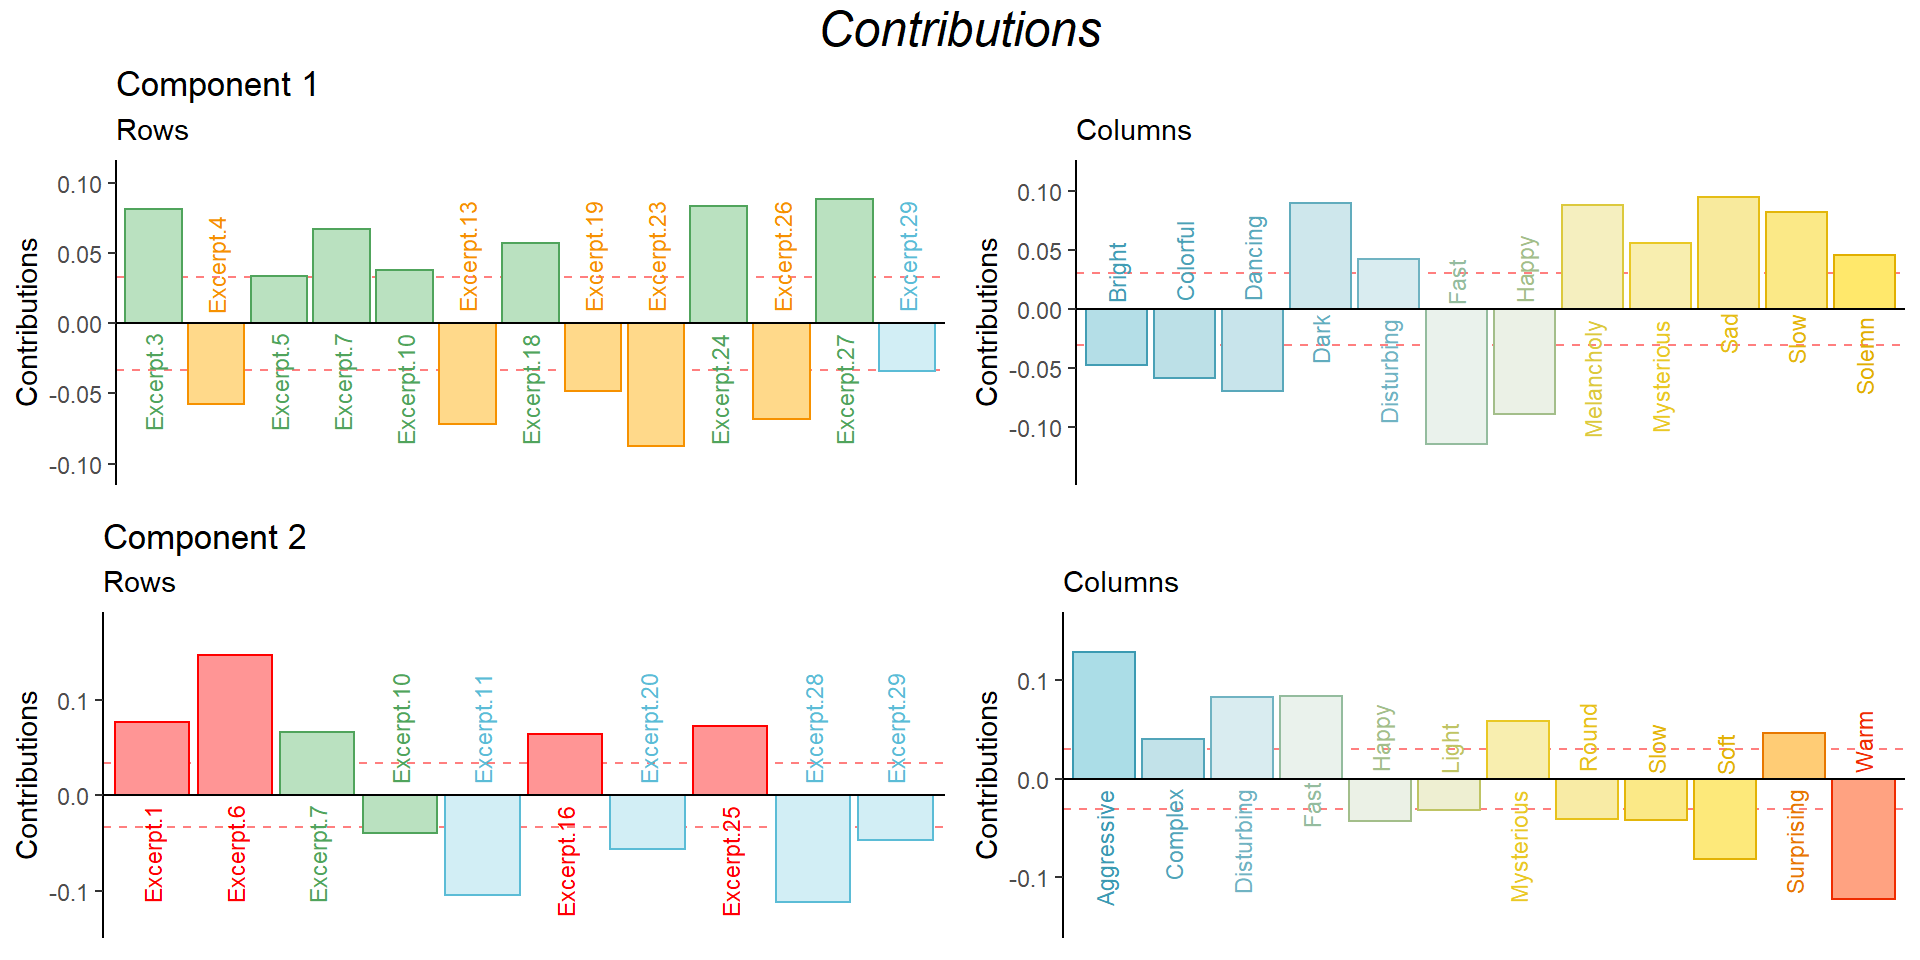 Contributions
Component 1
Rows
Contributions
0.10
0.05
0.00
-0.05
-0.10
Excerpt.3
Excerpt.4
Excerpt.5
Excerpt.7
Excerpt.10
Excerpt.13
Excerpt.18
Excerpt.19
Excerpt.23
Excerpt.24
Excerpt.26
Excerpt.27
Excerpt.29
Columns
Contributions
0.10
0.05
0.00
-0.05
-0.10
Bright
Colorful
Dancing
Dark
Disturbing
Fast
Happy
Melancholy
Mysterious
Sad
Slow
Solemn
Component 2
Rows
Contributions
0.1
0.0
-0.1
Excerpt.1
Excerpt.6
Excerpt.7
Excerpt.10
Excerpt.11
Excerpt.16
Excerpt.20
Excerpt.25
Excerpt.28
Excerpt.29
Columns
Contributions
0.1
0.0
-0.1
Aggressive
Complex
Disturbing
Fast
Happy
Light
Mysterious
Round
Slow
Soft
Surprising
Warm